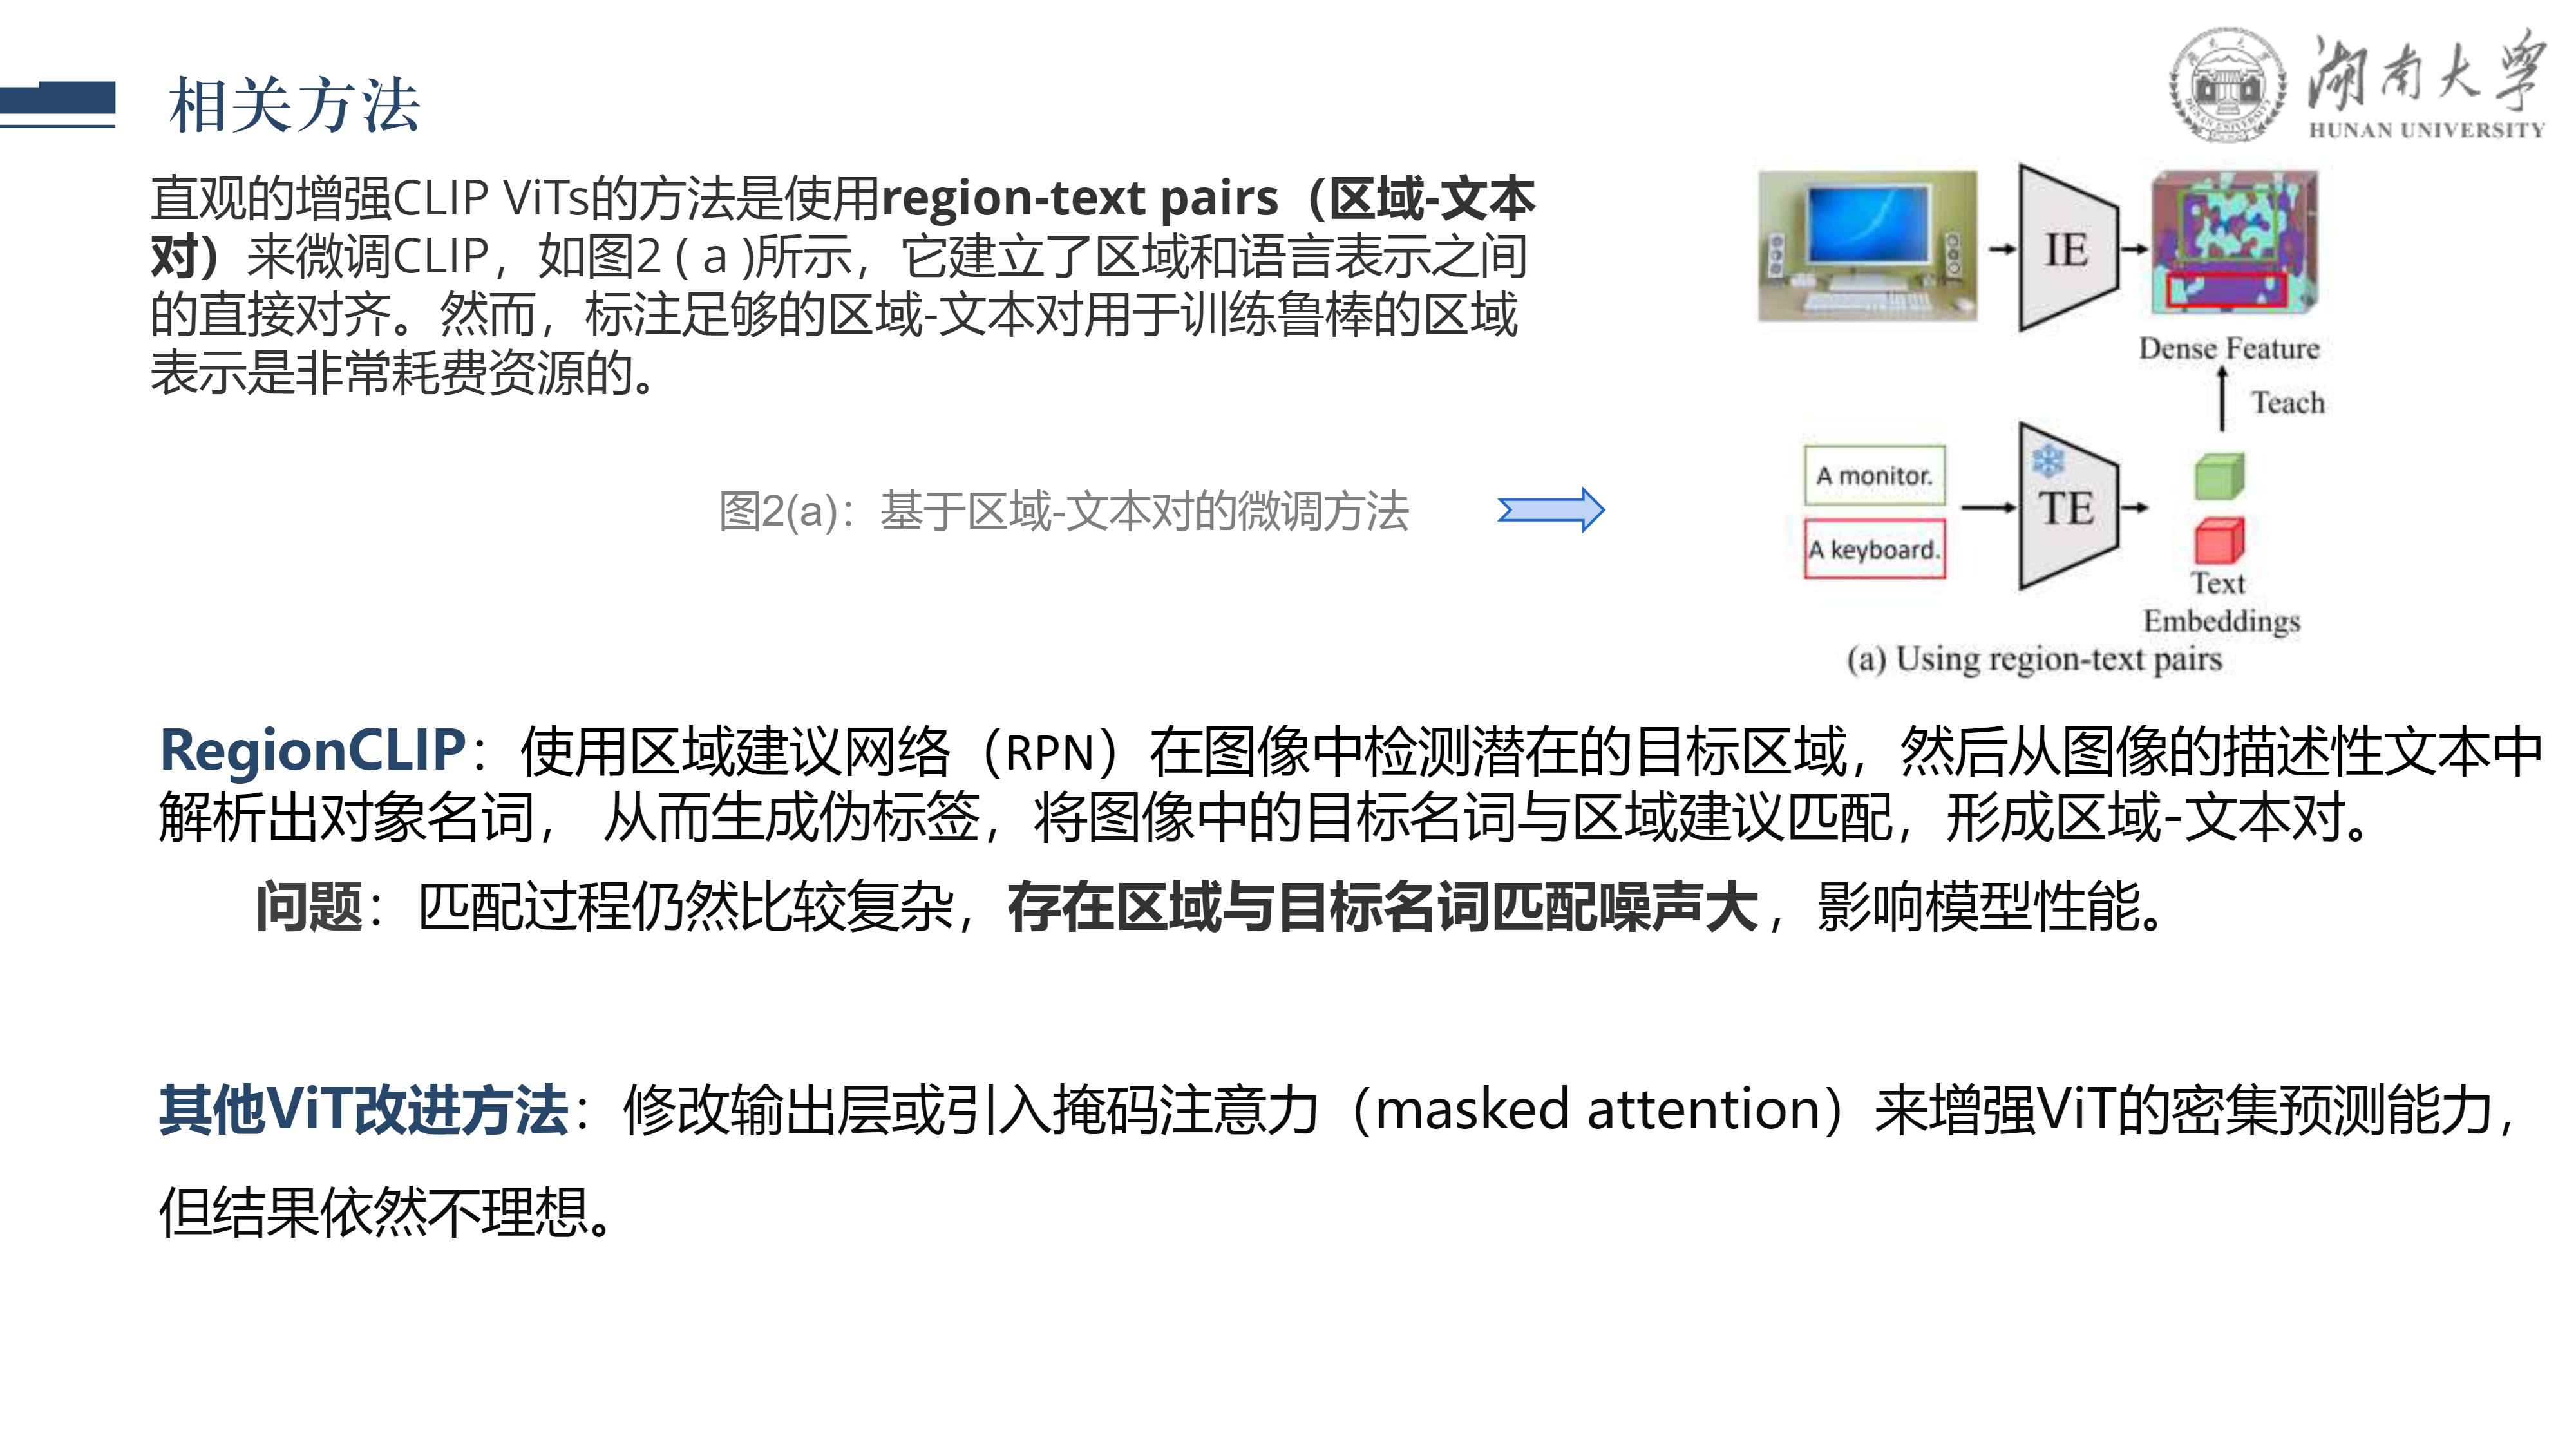 相关方法
湖南大学
HUNAN UNIVERSITY
直观的增强CLIP ViTs的方法是使用region-text pairs（区域-文本
对）来微调CLIP，如图2 ( a )所示，它建立了区域和语言表示之间
的直接对齐。然而，标注足够的区域-文本对用于训练鲁棒的区域
表示是非常耗费资源的。
图2(a)：基于区域-文本对的微调方法
IE
Dense Feature
Teach
A monitor.
A keyboard.
TE
Text
Embeddings
(a) Using region-text pairs
RegionCLIP：使用区域建议网络（RPN）在图像中检测潜在的目标区域，然后从图像的描述性文本中
解析出对象名词， 从而生成伪标签，将图像中的目标名词与区域建议匹配，形成区域-文本对。
问题：匹配过程仍然比较复杂，存在区域与目标名词匹配噪声大，影响模型性能。
其他ViT改进方法：修改输出层或引入掩码注意力（masked attention）来增强ViT的密集预测能力，
但结果依然不理想。